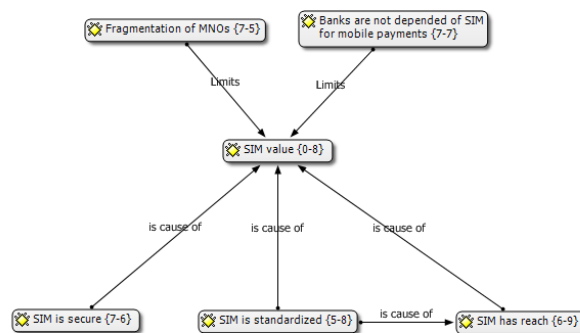 Fragmentation of MNOs {7-5}
Banks are not depended of SIM
for mobile payments {7-7}
Limits
Limits
SIM value {0-8}
is cause of
is cause of
is cause of
SIM is secure {7-6}
SIM is standardized {5-8}
is cause of
SIM has reach {6-9}